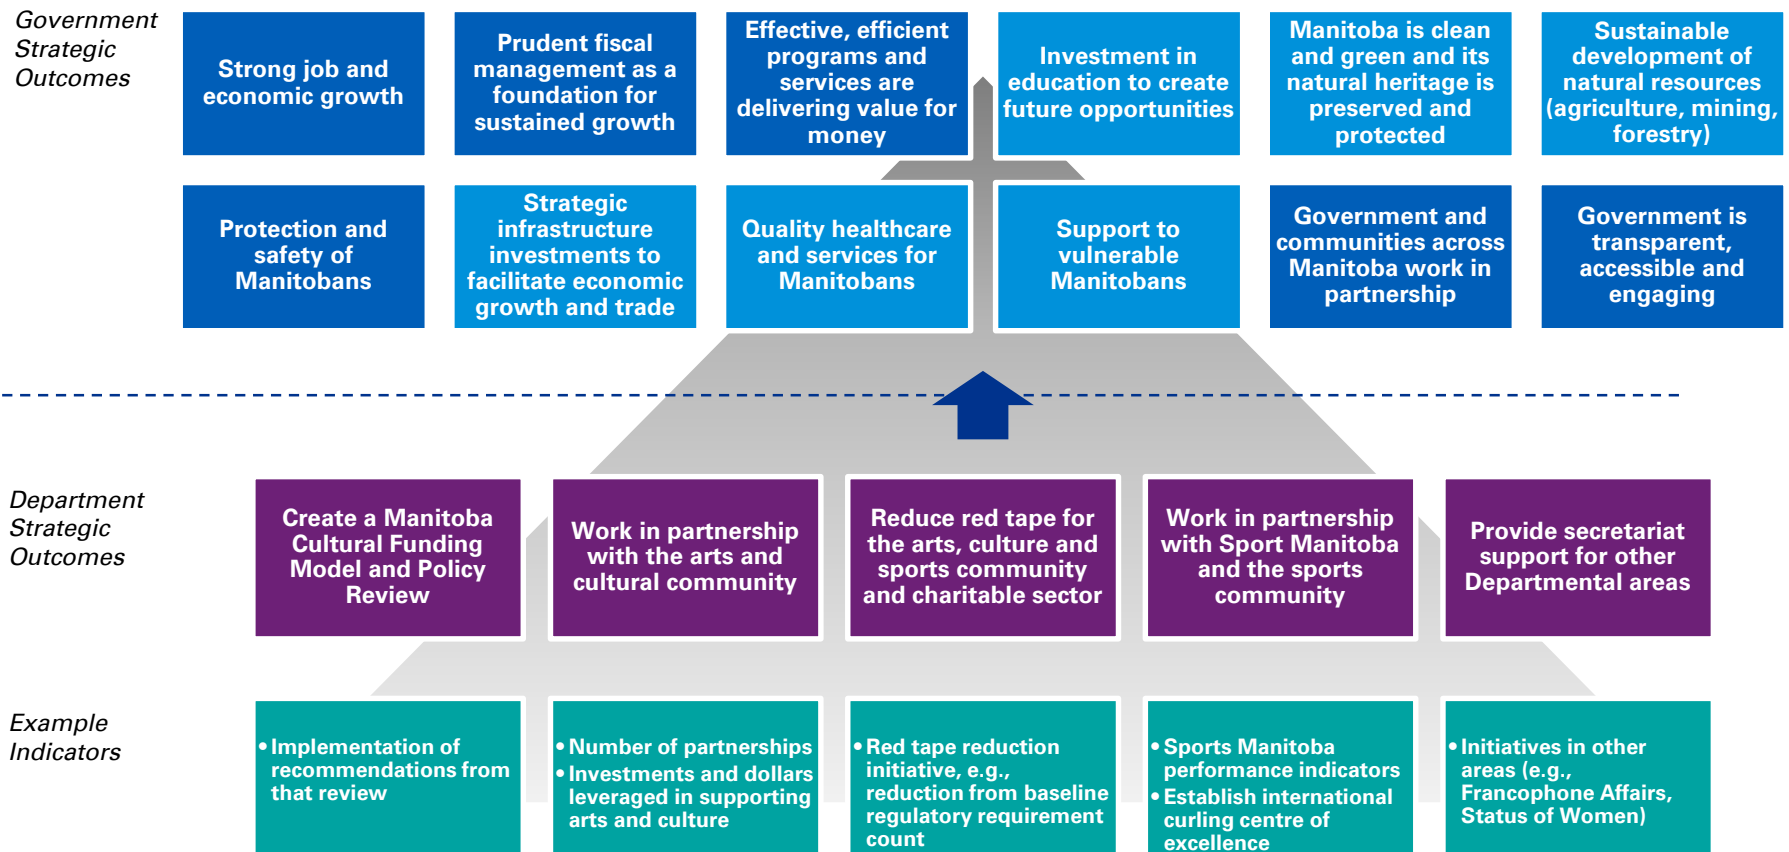 Government
Strategic
Outcomes
Strong job and
economic growth
Prudent fiscal
management as a
foundation for
sustained growth
Effective, efficient
programs and
services are
delivering value for
money
Investment in
education to create
future opportunities
Manitoba is clean
and green and its
natural heritage is
preserved and
protected
Sustainable
development of
natural resources
(agriculture, mining,
forestry)
Protection and
safety of
Manitobans
Strategic
infrastructure
investments to
facilitate economic
growth and trade
Quality healthcare
and services for
Manitobans
Support to
vulnerable
Manitobans
Government and
communities across
Manitoba work in
partnership
Government is
transparent,
accessible and
engaging
Department
Strategic
Outcomes
Create a Manitoba
Cultural Funding
Model and Policy
Review
Work in partnership
with the arts and
cultural community
Reduce red tape for
the arts, culture and
sports community
and charitable sector
Work in partnership
with Sport Manitoba
and the sports
community
Provide secretariat
support for other
Departmental areas
Example
Indicators
• Implementation of
recommendations from
that review
• Number of partnerships
• Investments and dollars
leveraged in supporting
arts and culture
• Red tape reduction
initiative, e.g.,
reduction from baseline
regulatory requirement
count
• Sports Manitoba
performance indicators
• Establish international
curling centre of
excellence
• Initiatives in other
areas (e.g.,
Francophone Affairs,
Status of Women)